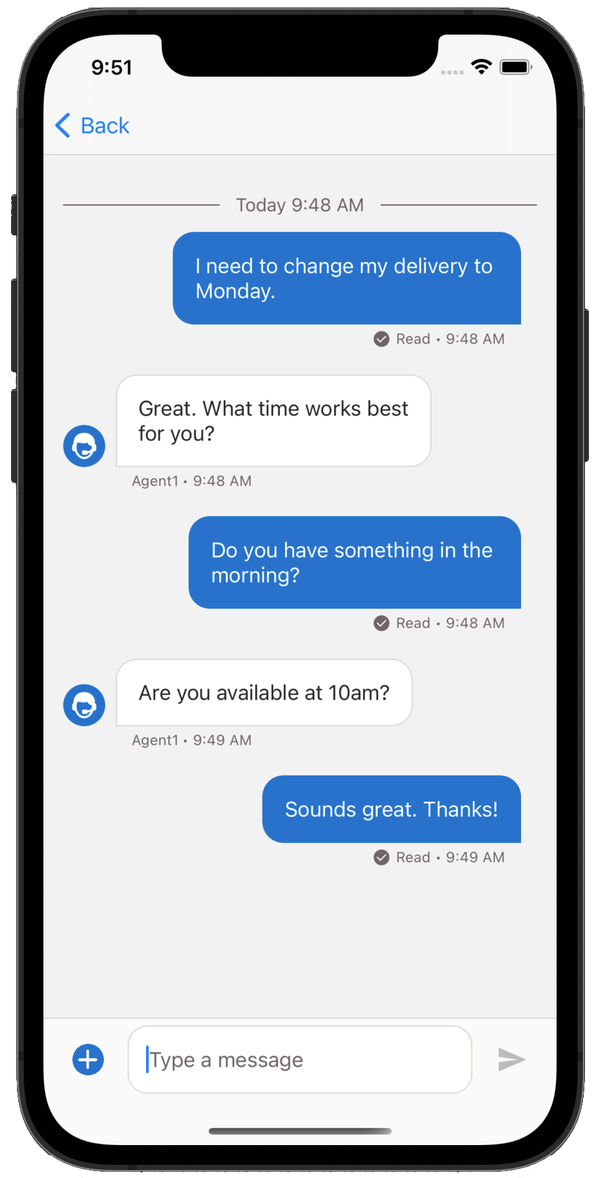 9:51
Back
Today 9:48 AM
I need to change my delivery to
Monday.
Read • 9:48 AM
Great. What time works best
for you?
Agent1 • 9:48 AM
Do you have something in the
morning?
Read • 9:48 AM
Are you available at 10am?
Agent1 • 9:49 AM
Sounds great. Thanks!
Read • 9:49 AM
Type a message